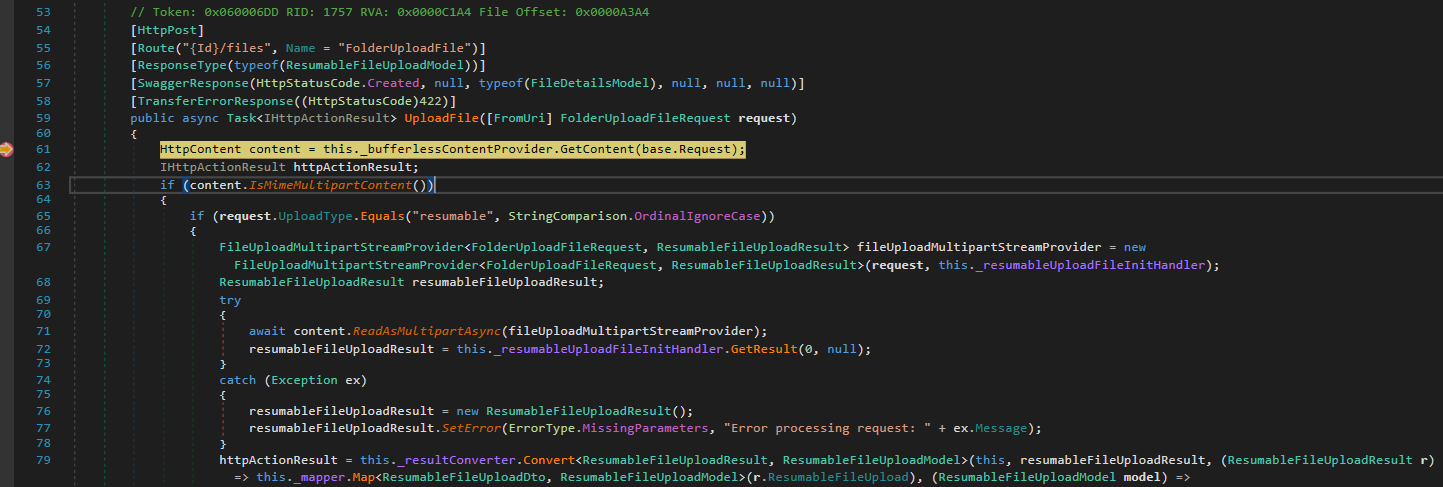 53 // Token: 0x060006DD RID: 1757 RVA: 0x0000C1A4 File Offset: 0x0000A3A4
54 [HttpPost]
55 [Route("{Id}/files", Name = "FolderUploadFile")]
56 [ResponseType(typeof(ResumableFileUploadModel))]
57 [SwaggerResponse(HttpStatusCode.Created, null, typeof(FileDetailsModel), null, null, null)]
58 [TransferErrorResponse((HttpStatusCode)422)]
59 public async Task<IHttpActionResult> UploadFile([FromUri] FolderUploadFileRequest request)
60 {
61 HttpContent content = this._bufferlessContentProvider.GetContent(base.Request);
62 IHttpActionResult httpActionResult;
63 if (content.IsMimeMultipartContent())
64 {
65 if (request.UploadType.Equals("resumable", StringComparison.OrdinalIgnoreCase))
66 {
67 FileUploadMultipartStreamProvider<FolderUploadFileRequest, ResumableFileUploadResult> fileUploadMultipartStreamProvider = new
FileUploadMultipartStreamProvider<FolderUploadFileRequest, ResumableFileUploadResult>(request, this._resumableUploadFileInitHandler);
68 ResumableFileUploadResult resumableFileUploadResult;
69 try
70 {
71 await content.ReadAsMultipartAsync(fileUploadMultipartStreamProvider);
72 resumableFileUploadResult = this._resumableUploadFileInitHandler.GetResult(0, null);
73 }
74 catch (Exception ex)
75 {
76 resumableFileUploadResult = new ResumableFileUploadResult();
77 resumableFileUploadResult.SetError(ErrorType.MissingParameters, "Error processing request: " + ex.Message);
78 }
79 httpActionResult = this._resultConverter.Convert<ResumableFileUploadResult, ResumableFileUploadModel>(this, resumableFileUploadResult, (ResumableFileUploadResult r)
=> this._mapper.Map<ResumableFileUploadDto, ResumableFileUploadModel>(r.ResumableFileUpload), (ResumableFileUploadModel model) =>